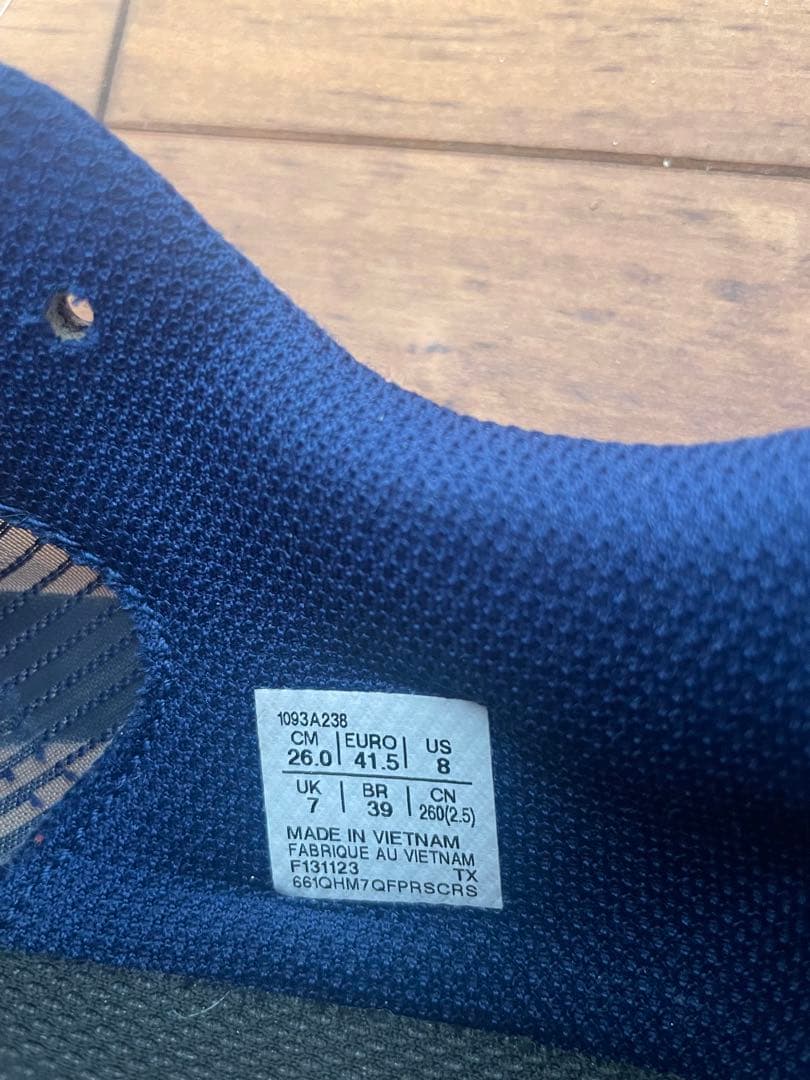 1093A238
CM | EURO | US
26.0 | 41.5 | 8
UK | BR | CN
7 | 39 | 260(2.5)
MADE IN VIETNAM
FABRIQUE AU VIETNAM
F131123 TX
661QHM7QFPRSCRS